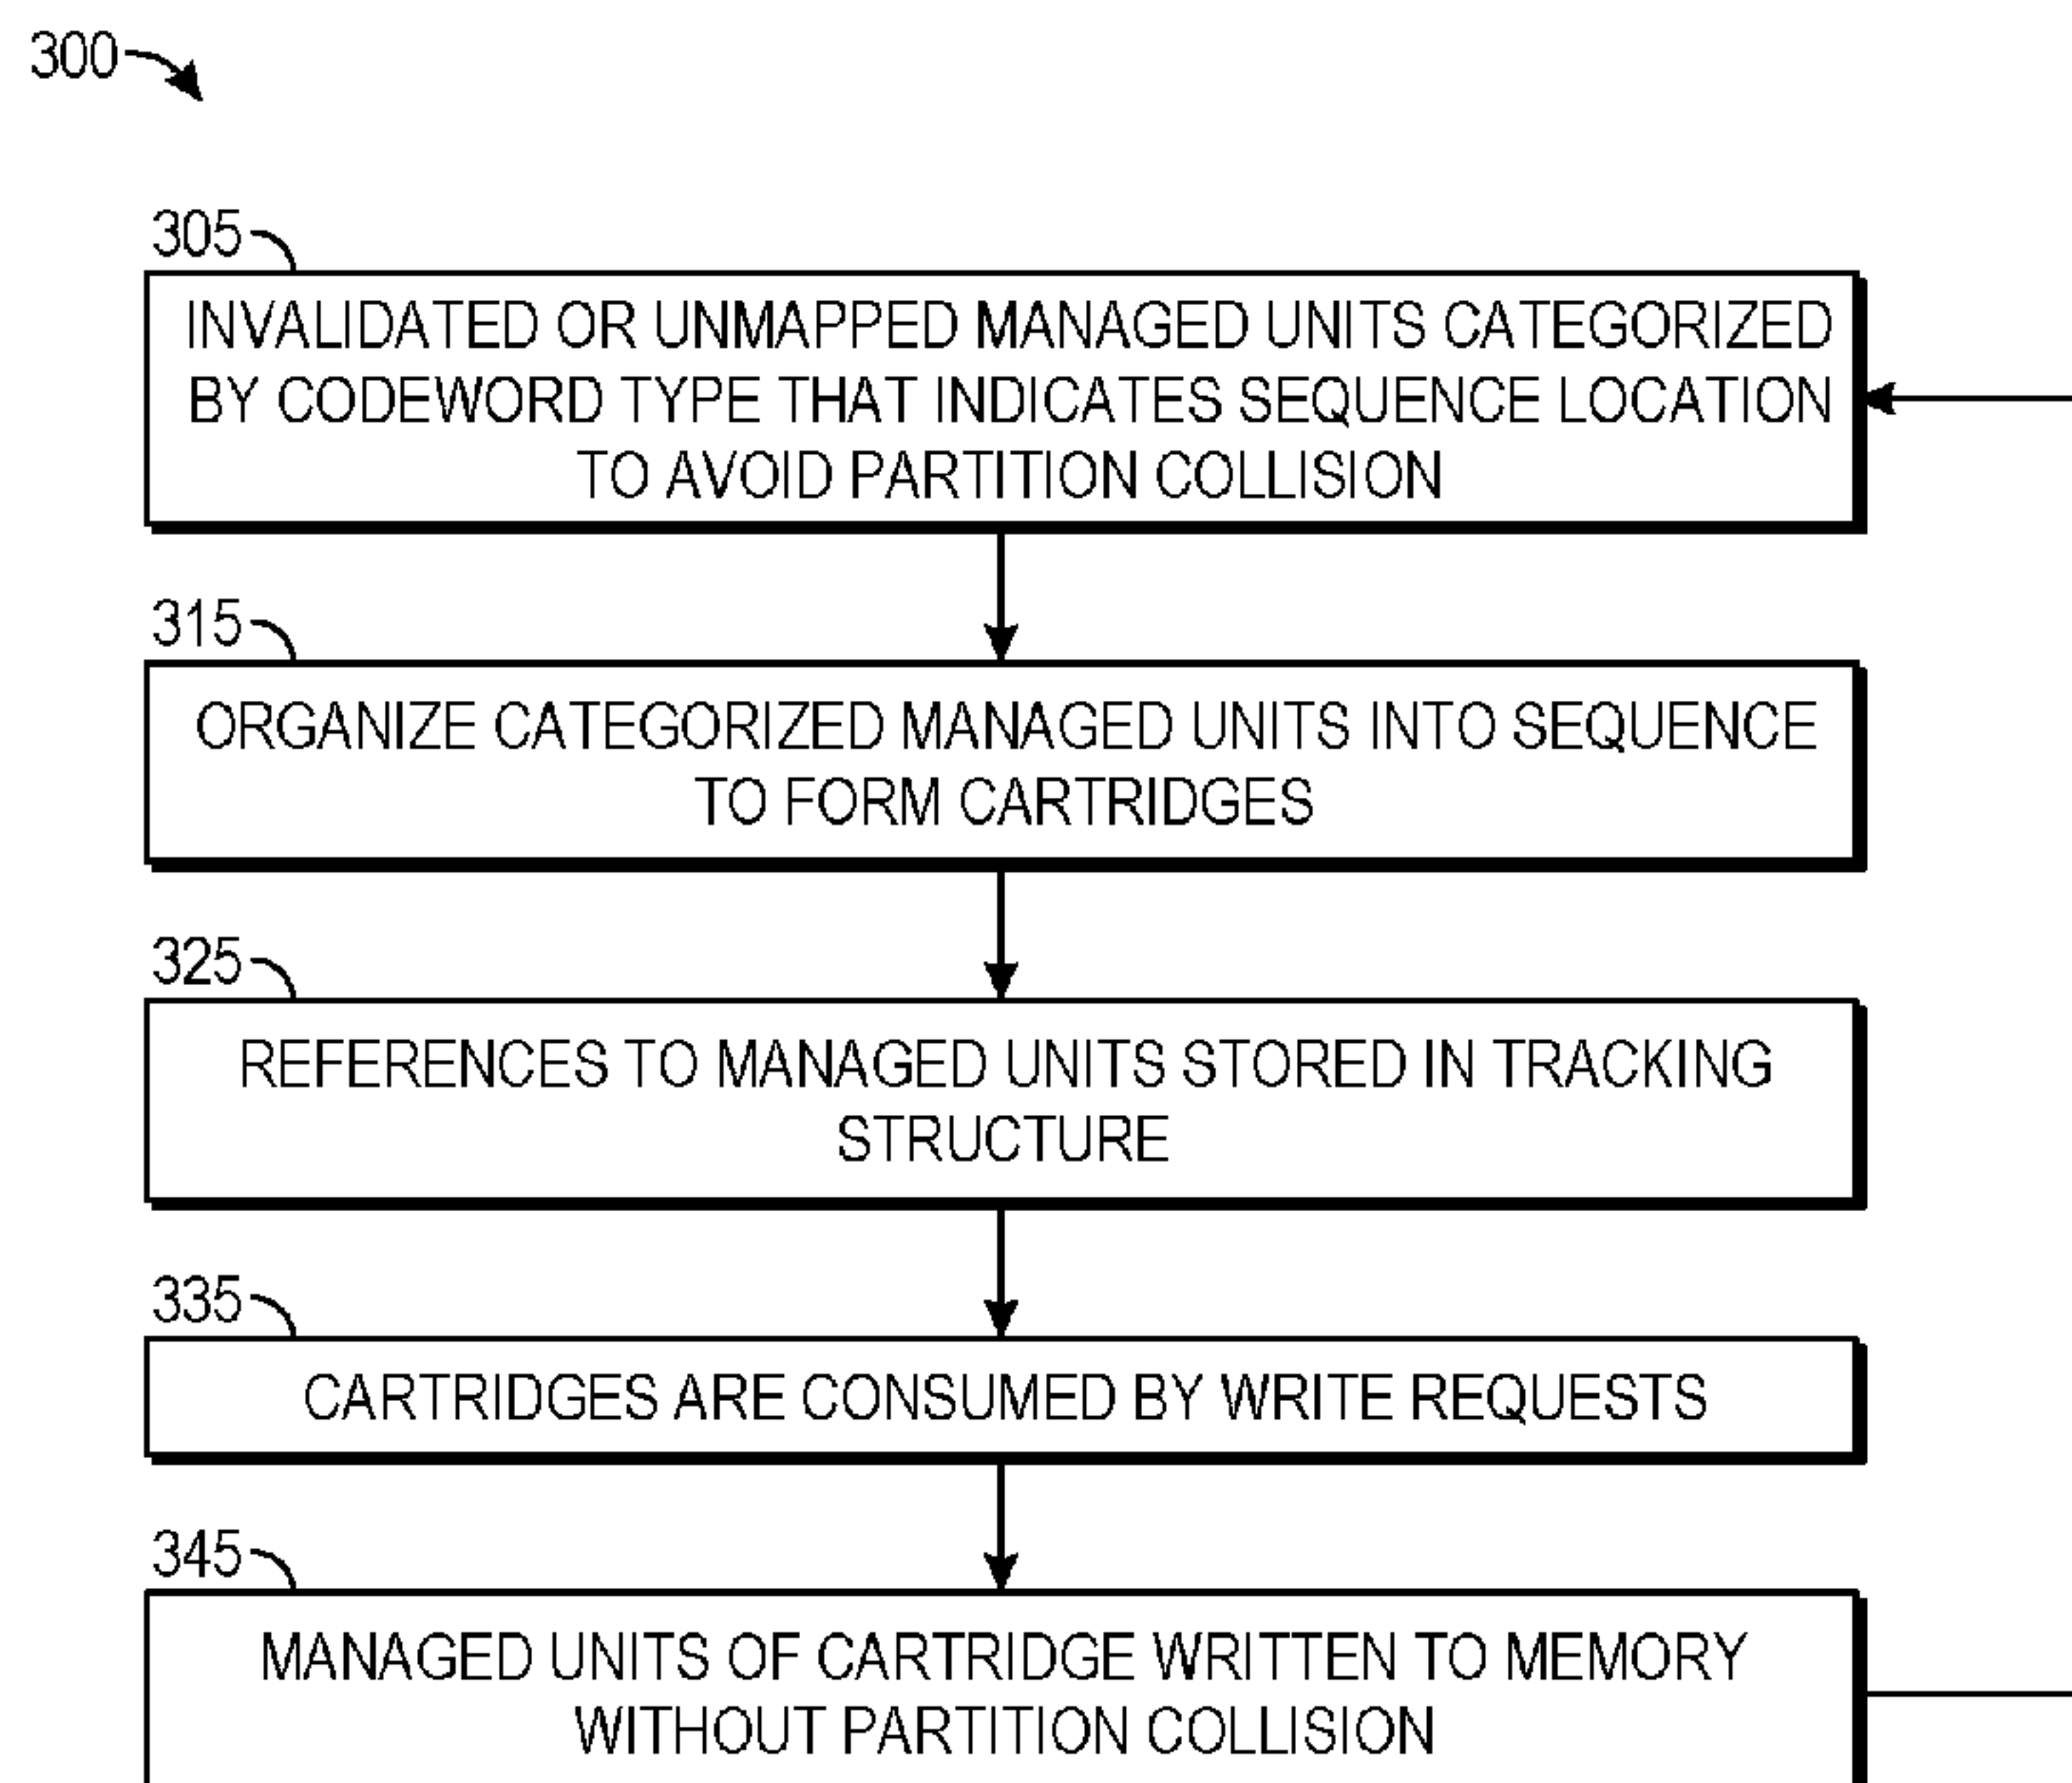 300
305
INVALIDATED OR UNMAPPED MANAGED UNITS CATEGORIZED
BY CODEWORD TYPE THAT INDICATES SEQUENCE LOCATION
TO AVOID PARTITION COLLISION
315
ORGANIZE CATEGORIZED MANAGED UNITS INTO SEQUENCE
TO FORM CARTRIDGES
325
REFERENCES TO MANAGED UNITS STORED IN TRACKING
STRUCTURE
335
CARTRIDGES ARE CONSUMED BY WRITE REQUESTS
345
MANAGED UNITS OF CARTRIDGE WRITTEN TO MEMORY
WITHOUT PARTITION COLLISION